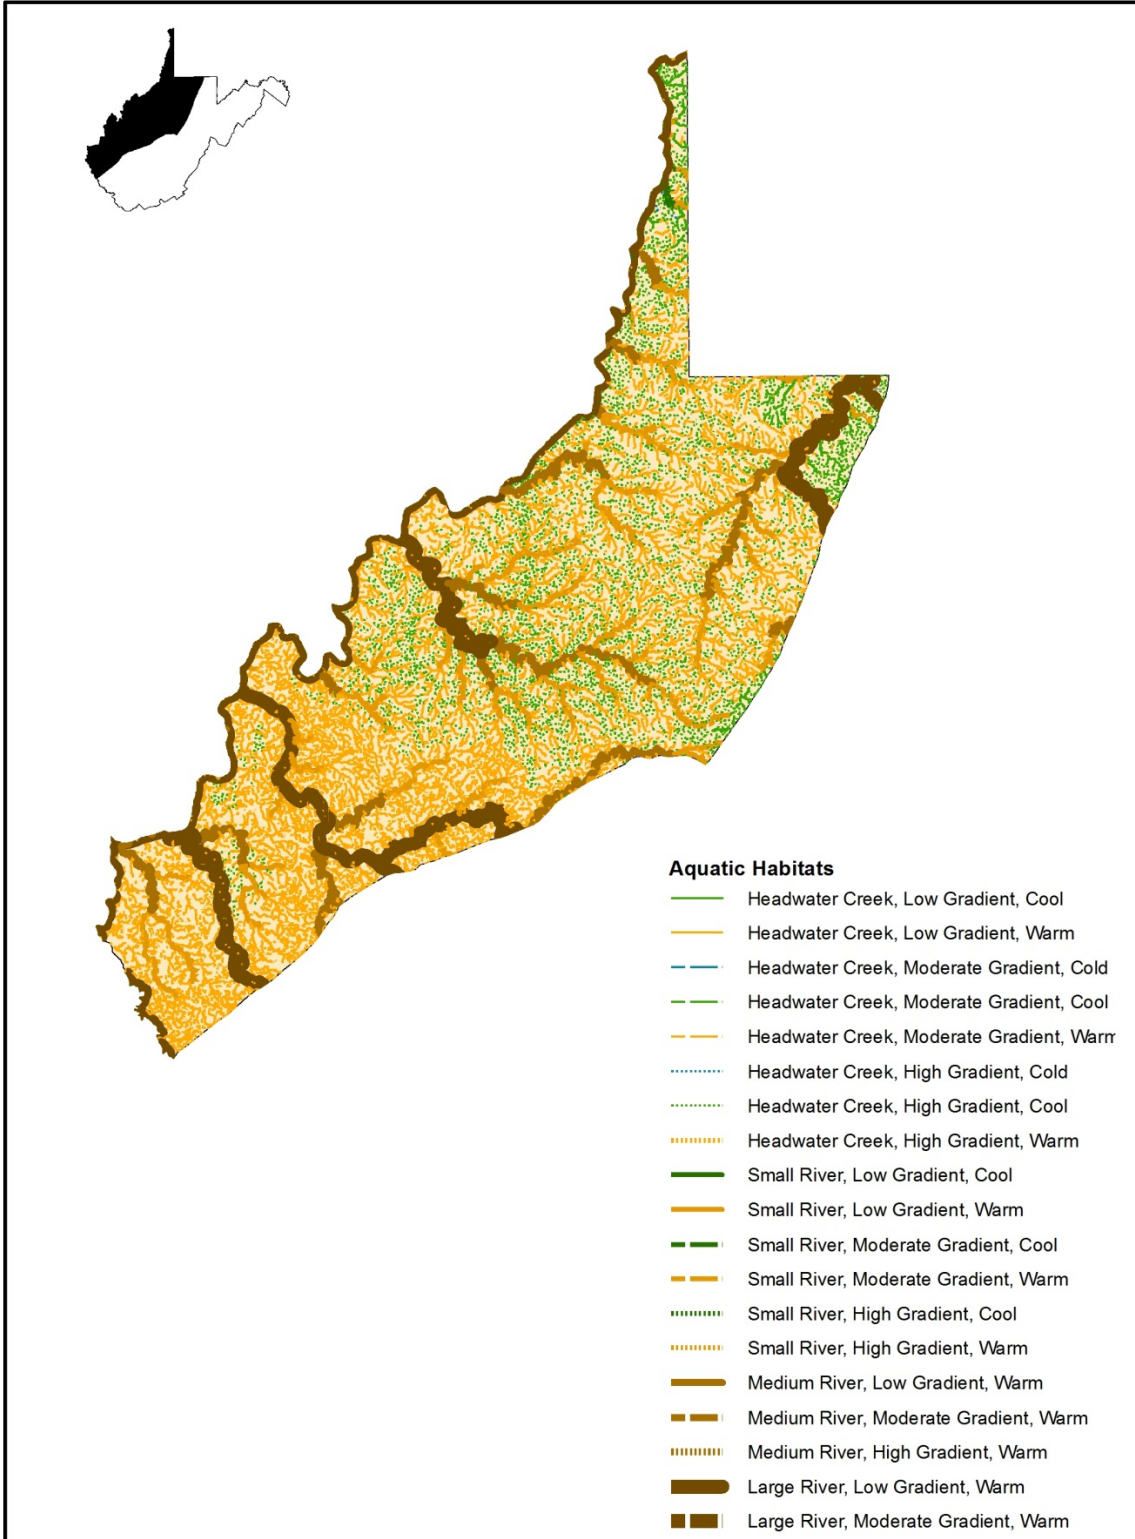 Aquatic Habitats
Headwater Creek, Low Gradient, Cool
Headwater Creek, Low Gradient, Warm
Headwater Creek, Moderate Gradient, Cold
Headwater Creek, Moderate Gradient, Cool
Headwater Creek, Moderate Gradient, Warm
Headwater Creek, High Gradient, Cold
Headwater Creek, High Gradient, Cool
Headwater Creek, High Gradient, Warm
Small River, Low Gradient, Cool
Small River, Low Gradient, Warm
Small River, Moderate Gradient, Cool
Small River, Moderate Gradient, Warm
Small River, High Gradient, Cool
Small River, High Gradient, Warm
Medium River, Low Gradient, Warm
Medium River, Moderate Gradient, Warm
Medium River, High Gradient, Warm
Large River, Low Gradient, Warm
Large River, Moderate Gradient, Warm